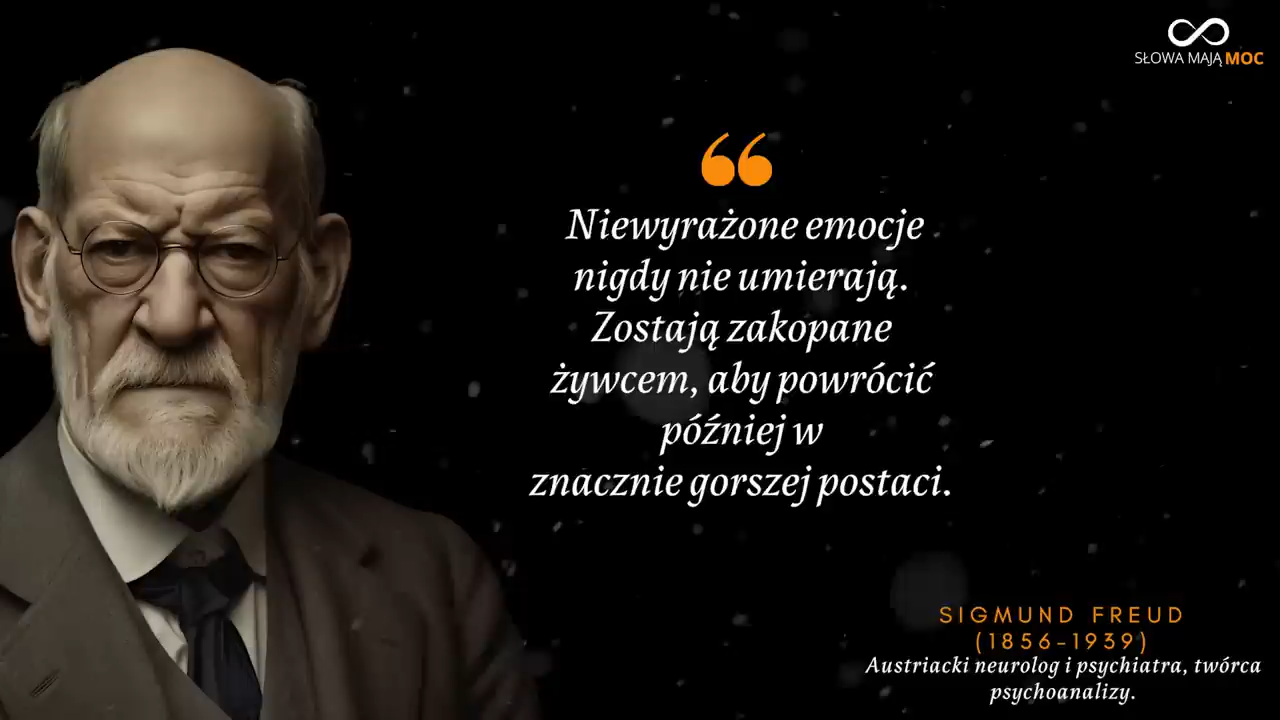 SŁOWA MAJĄ MOC
Niewyrażone emocje
nigdy nie umierają.
Zostają zakopane
żywcem, aby powrócić
później w
znacznie gorszej postaci.
SIGMUND FREUD
(1856-1939)
Austriacki neurolog i psychiatra, twórca
psychoanalizy.